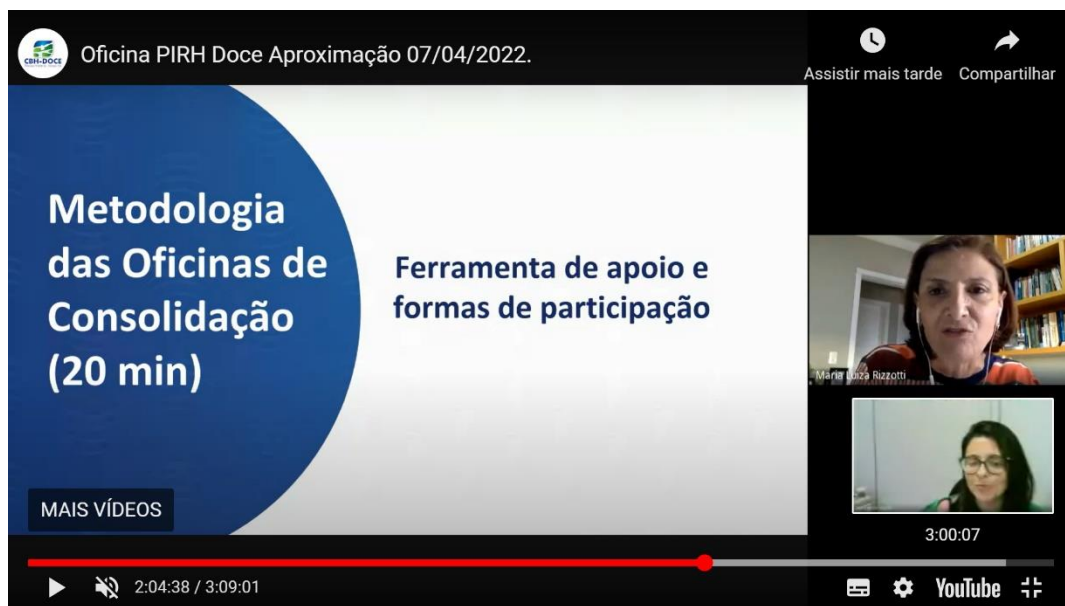 CBH-DOCE
Oficina PIRH Doce Aproximação 07/04/2022.
Assistir mais tarde
Compartilhar
Metodologia
das Oficinas de
Consolidação
(20 min)
Ferramenta de apoio e
formas de participação
Maria Luiza Rizzotti
MAIS VÍDEOS
3:00:07
2:04:38 / 3:09:01
YouTube